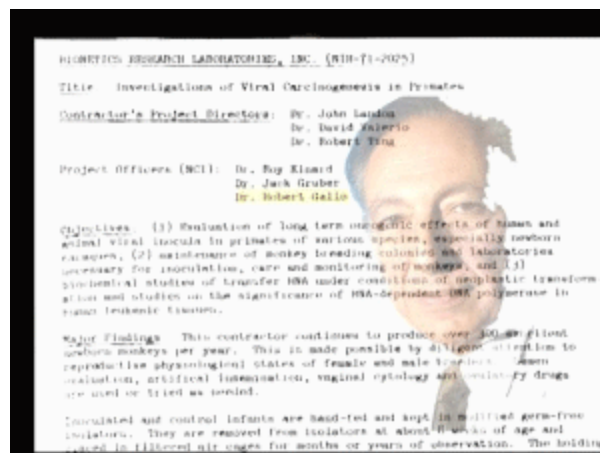 BIONETICS RESEARCH LABORATORIES, INC. (NIH-71-2025)
Title Investigations of Viral Carcinogenesis in Primates
Contractor's Project Directors: Dr. John Landon
Dr. David Valerio
Dr. Robert Ting
Project Officers (NCI): Dr. Roy Kinard
Dr. Jack Gruber
Dr. Robert Gallo
Objectives: (1) Evaluation of long term oncogenic effects of human and
animal viral inocula in primates of various species, especially newborn
macaques, (2) maintenance of monkey breeding colonies and laboratories
necessary for inoculation, care and monitoring of monkeys, and (3)
biochemical studies of transfer RNA under conditions of neoplastic transform-
ation and studies on the significance of RNA-dependent DNA polymerase in
human leukemic tissues.
Major Findings This contractor continues to produce over 300 excellent
newborn monkeys per year. This is made possible by diligent attention to
reproductive physiological states of female and male breeders. Semen
evaluation, artifical insemination, vaginal cytology and ovulatory drugs
are used or tried as needed.
Inoculated and control infants are hand-fed and kept in modified germ-free
isolators. They are removed from isolators at about 8 weeks of age and
placed in filtered air cages for months or years of observation. The holding